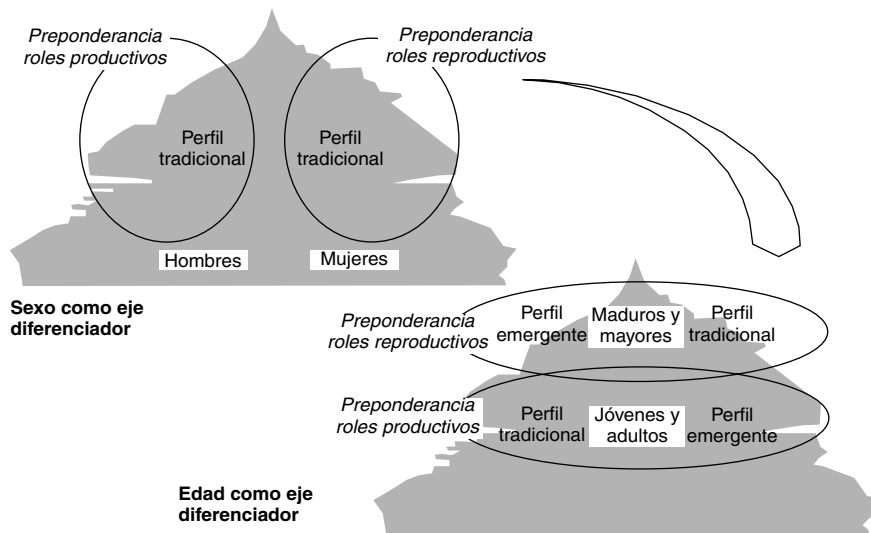 Preponderancia
roles productivos
Preponderancia
roles reproductivos
Perfil
tradicional
Perfil
tradicional
Hombres
Mujeres
Sexo como eje
diferenciador
Preponderancia
roles reproductivos
Perfil
emergente
Maduros y
mayores
Perfil
tradicional
Preponderancia
roles productivos
Perfil
tradicional
Jóvenes y
adultos
Perfil
emergente
Edad como eje
diferenciador